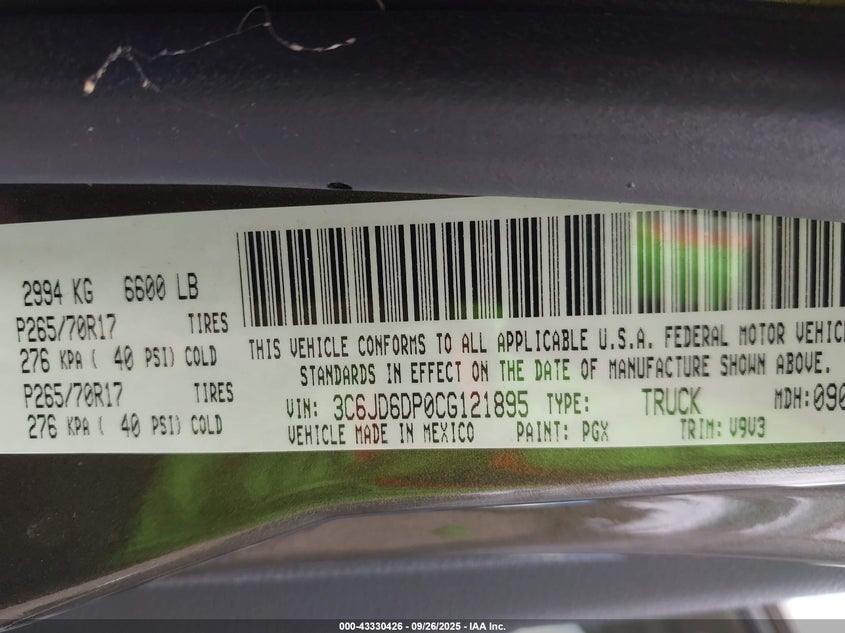 2994 KG 6600 LB
P265/70R17 TIRES
276 KPA ( 40 PSI) COLD
P265/70R17 TIRES
276 KPA ( 40 PSI) COLD
THIS VEHICLE CONFORMS TO ALL APPLICABLE U.S.A. FEDERAL MOTOR VEHIC
STANDARDS IN EFFECT ON THE DATE OF MANUFACTURE SHOWN ABOVE.
VIN: 3C6JD6DP0CG121895 TYPE: TRUCK MDH:090
VEHICLE MADE IN MEXICO PAINT: PGX TRIM: V9V3
000-43330426 - 09/26/2025 - IAA Inc.